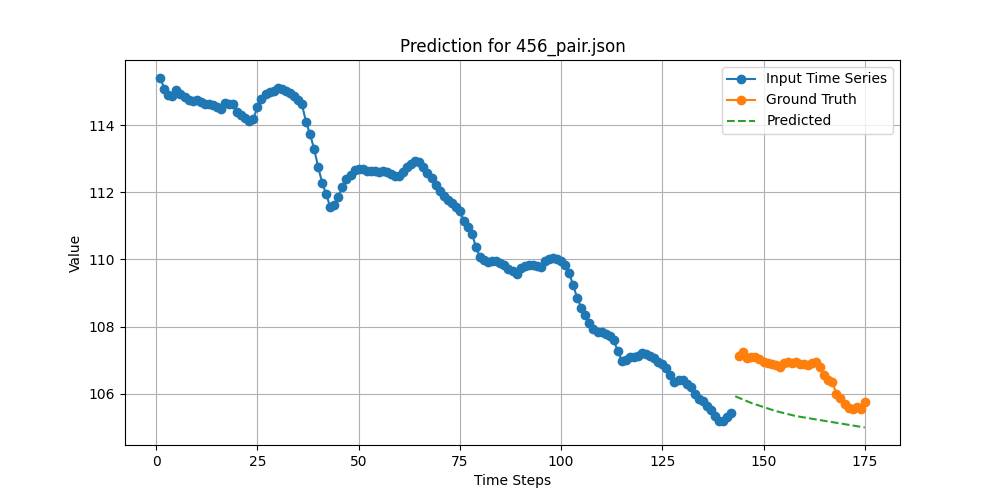 Prediction for 456_pair.json
Input Time Series
Ground Truth
Predicted
Value
114
112
110
108
106
0 25 50 75 100 125 150 175
Time Steps